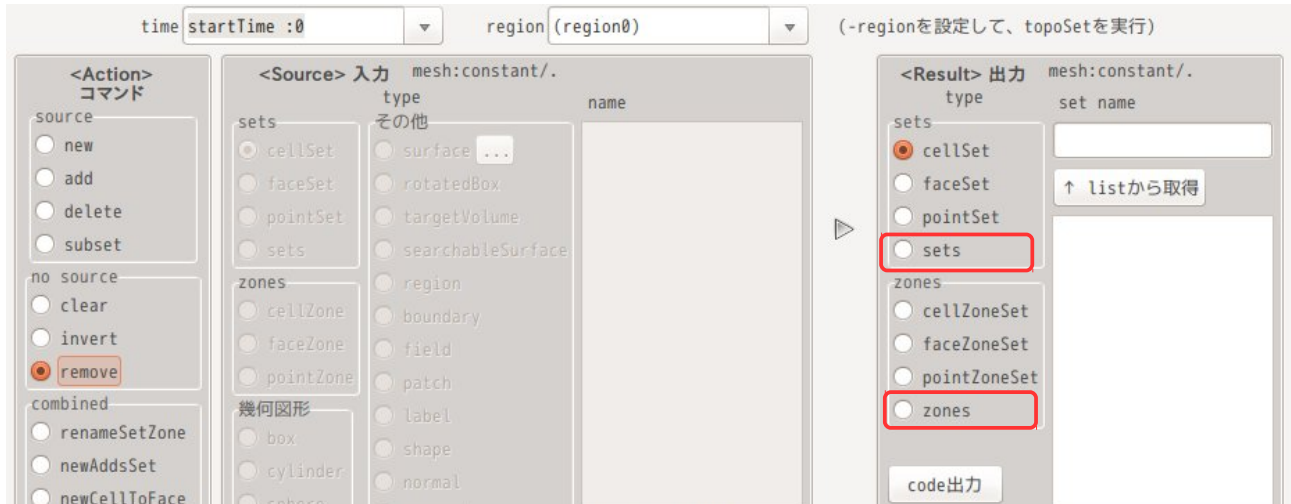 time startTime :0 region (region0) (-regionを設定して、topoSetを実行)
<Action>
コマンド
source
new
add
delete
subset
no source
clear
invert
remove
combined
renameSetZone
newAddsSet
newCellToFace
<Source> 入力 mesh:constant/.
type
name
sets
cellSet
faceSet
pointSet
sets
zones
cellZone
faceZone
pointZone
幾何図形
box
cylinder
sphere
その他
surface ...
rotatedBox
targetVolume
searchableSurface
region
boundary
field
patch
label
shape
normal
<Result> 出力 mesh:constant/.
type
set name
sets
cellSet
faceSet
pointSet
sets
zones
cellZoneSet
faceZoneSet
pointZoneSet
zones
↑ listから取得
code出力